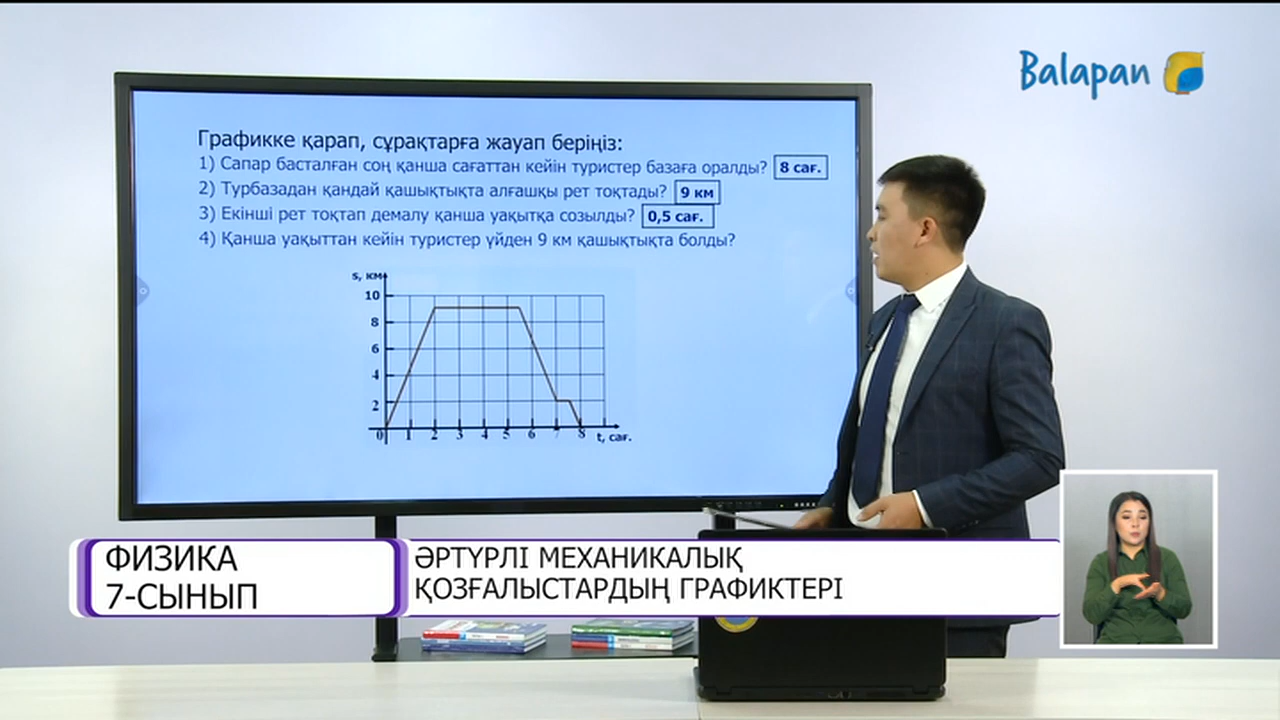 Balapan
Графикке қарап, сұрақтарға жауап беріңіз:
1) Сапар басталған соң қанша сағаттан кейін туристер базаға оралды? 8 сағ.
2) Турбазадан қандай қашықтықта алғашқы рет тоқтады? 9 км
3) Екінші рет тоқтап демалу қанша уақытқа созылды? 0,5 сағ.
4) Қанша уақыттан кейін туристер үйден 9 км қашықтықта болды?
s, км
10
8
6
4
2
0 1 2 3 4 5 6 7 8 t, сағ.
ФИЗИКА
7-СЫНЫП
ӘРТҮРЛІ МЕХАНИКАЛЫҚ
ҚОЗҒАЛЫСТАРДЫҢ ГРАФИКТЕРІ